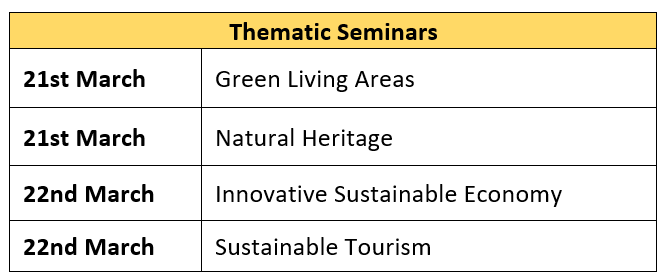 Thematic Seminars
21st March Green Living Areas
21st March Natural Heritage
22nd March Innovative Sustainable Economy
22nd March Sustainable Tourism